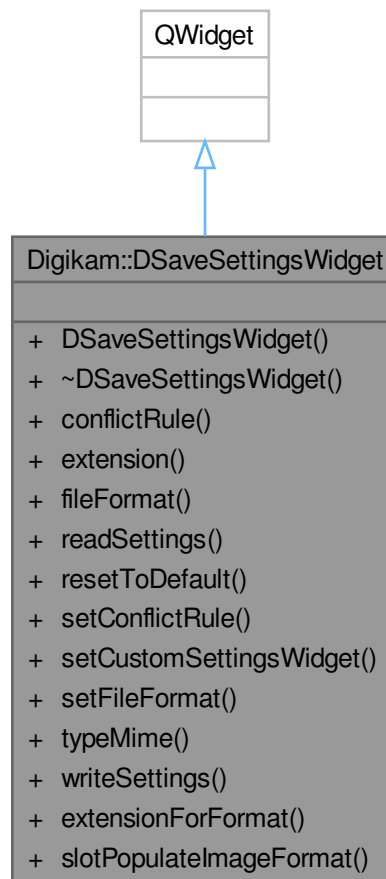 QWidget
Digikam::DSaveSettingsWidget
+ DSaveSettingsWidget()
+ ~DSaveSettingsWidget()
+ conflictRule()
+ extension()
+ fileFormat()
+ readSettings()
+ resetToDefault()
+ setConflictRule()
+ setCustomSettingsWidget()
+ setFileFormat()
+ typeMime()
+ writeSettings()
+ extensionForFormat()
+ slotPopulateImageFormat()